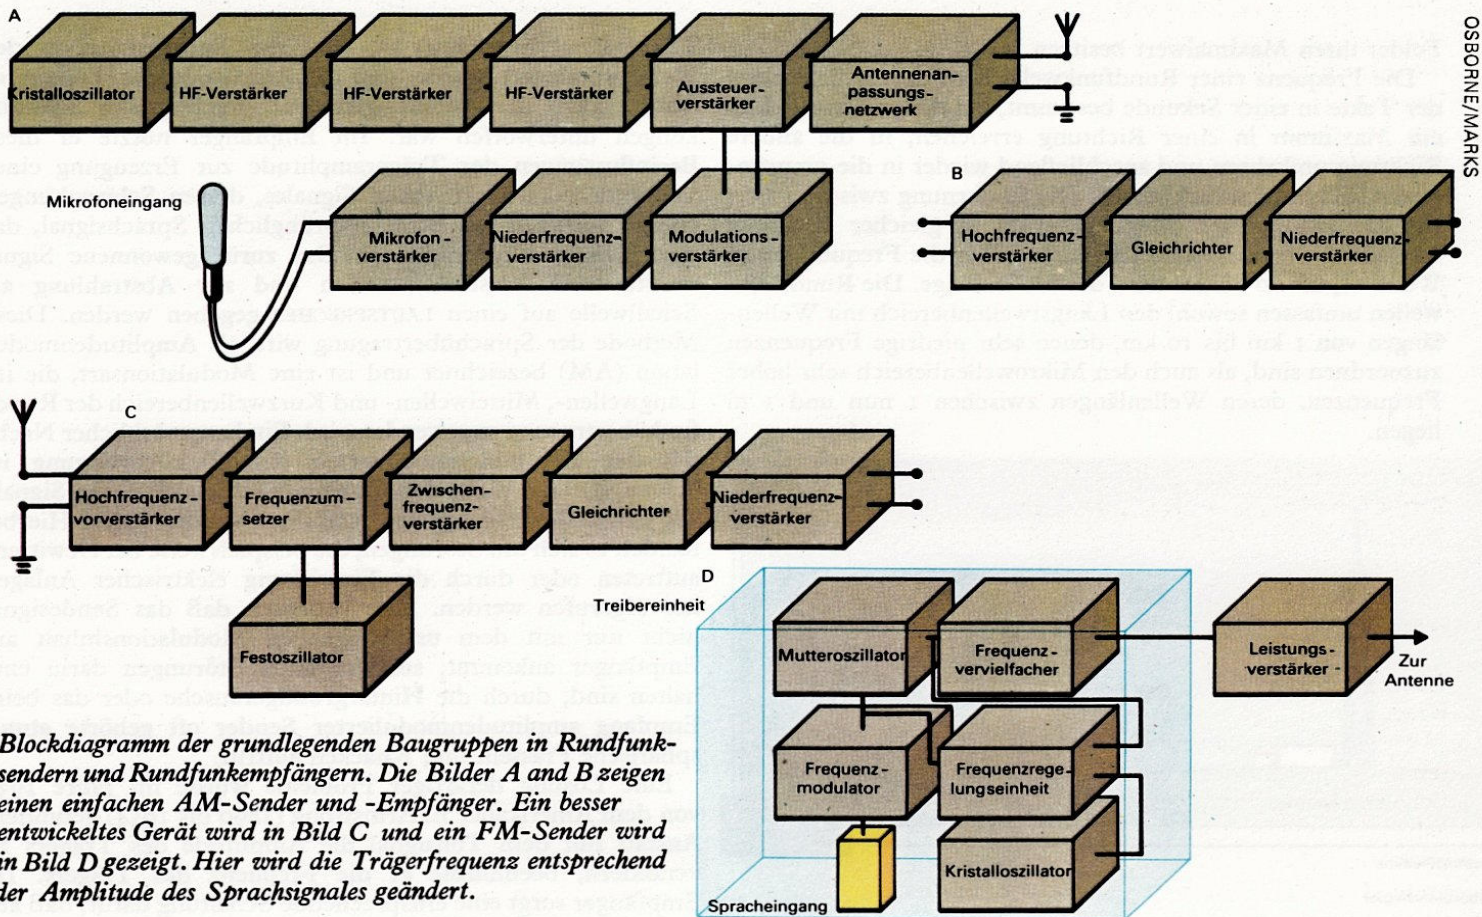 A
Kristalloszillator
HF-Verstärker
HF-Verstärker
HF-Verstärker
Aussteuer-
verstärker
Antennenan-
passungs-
netzwerk
OSBORNE/MARKS
Mikrofoneingang
Mikrofon-
verstärker
Niederfrequenz-
verstärker
Modulations-
verstärker
B
Hochfrequenz-
verstärker
Gleichrichter
Niederfrequenz-
verstärker
C
Hochfrequenz-
vorverstärker
Frequenzum-
setzer
Zwischen-
frequenz-
verstärker
Gleichrichter
Niederfrequenz-
verstärker
Festoszillator
D
Treibereinheit
Mutteroszillator
Frequenz-
vervielfacher
Leistungs-
verstärker
Zur
Antenne
Frequenz-
modulator
Frequenzrege-
lungseinheit
Kristalloszillator
Spracheingang
Blockdiagramm der grundlegenden Baugruppen in Rundfunk-
sendern und Rundfunkempfängern. Die Bilder A and B zeigen
einen einfachen AM-Sender und -Empfänger. Ein besser
entwickeltes Gerät wird in Bild C und ein FM-Sender wird
in Bild D gezeigt. Hier wird die Trägerfrequenz entsprechend
der Amplitude des Sprachsignales geändert.